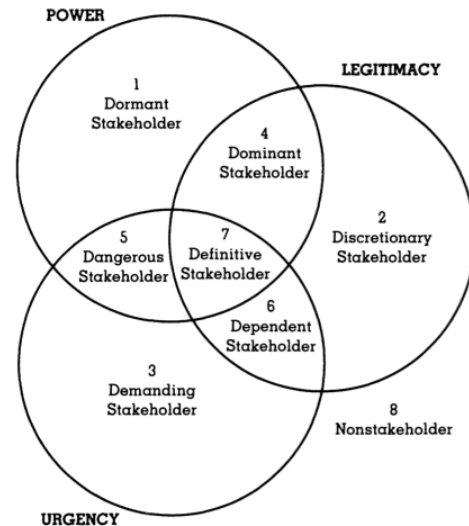 POWER
LEGITIMACY
1
Dormant
Stakeholder
4
Dominant
Stakeholder
2
Discretionary
Stakeholder
5
Dangerous
Stakeholder
7
Definitive
Stakeholder
6
Dependent
Stakeholder
3
Demanding
Stakeholder
8
Nonstakeholder
URGENCY